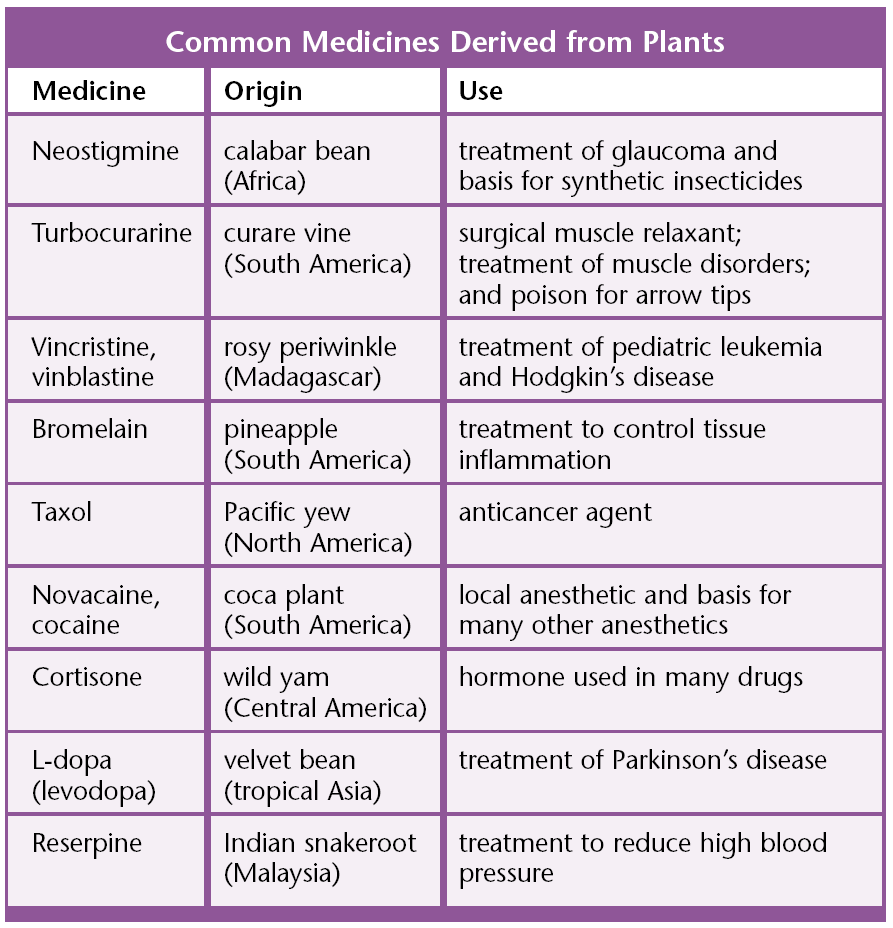 Common Medicines Derived from Plants
Medicine Origin Use
Neostigmine calabar bean treatment of glaucoma and
(Africa) basis for synthetic insecticides
Turbocurarine curare vine surgical muscle relaxant;
(South America) treatment of muscle disorders;
and poison for arrow tips
Vincristine, rosy periwinkle treatment of pediatric leukemia
vinblastine (Madagascar) and Hodgkin’s disease
Bromelain pineapple treatment to control tissue
(South America) inflammation
Taxol Pacific yew anticancer agent
(North America)
Novacaine, coca plant local anesthetic and basis for
cocaine (South America) many other anesthetics
Cortisone wild yam hormone used in many drugs
(Central America)
L-dopa velvet bean treatment of Parkinson’s disease
(levodopa) (tropical Asia)
Reserpine Indian snakeroot treatment to reduce high blood
(Malaysia) pressure